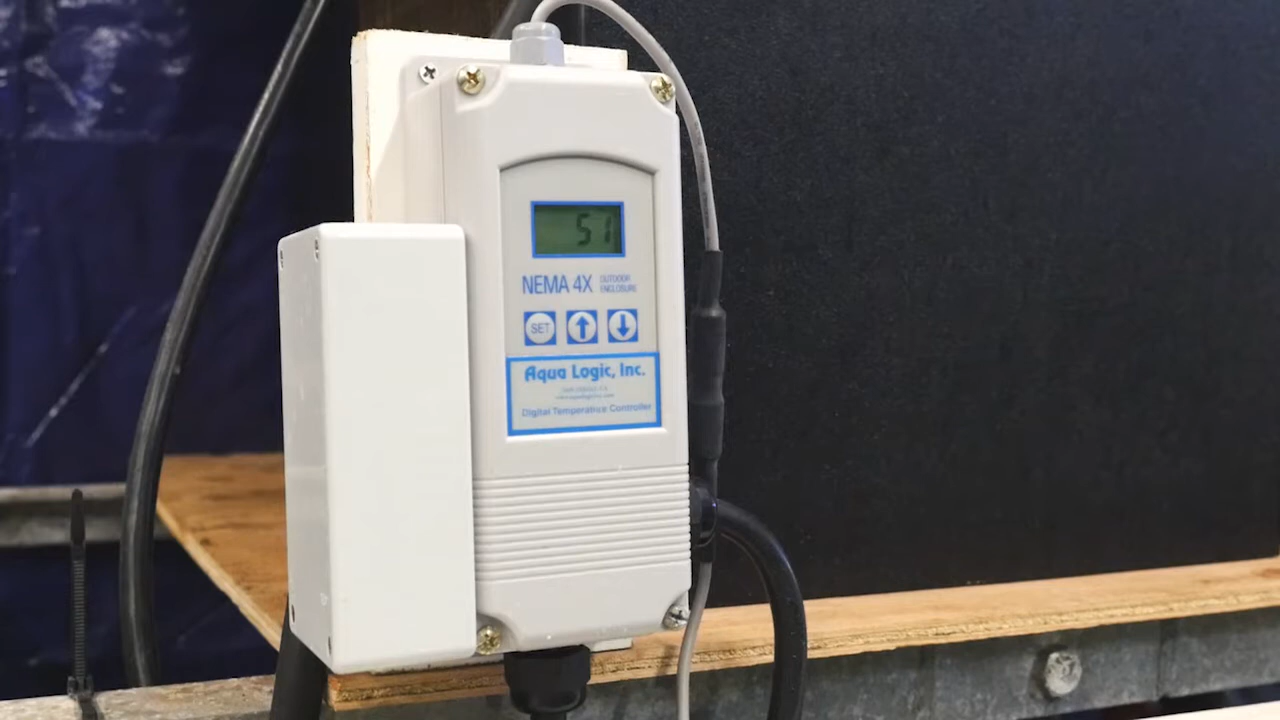 51
NEMA 4X OUTDOOR
ENCLOSURE
SET
Aqua Logic, Inc.
Digital Temperature Controller